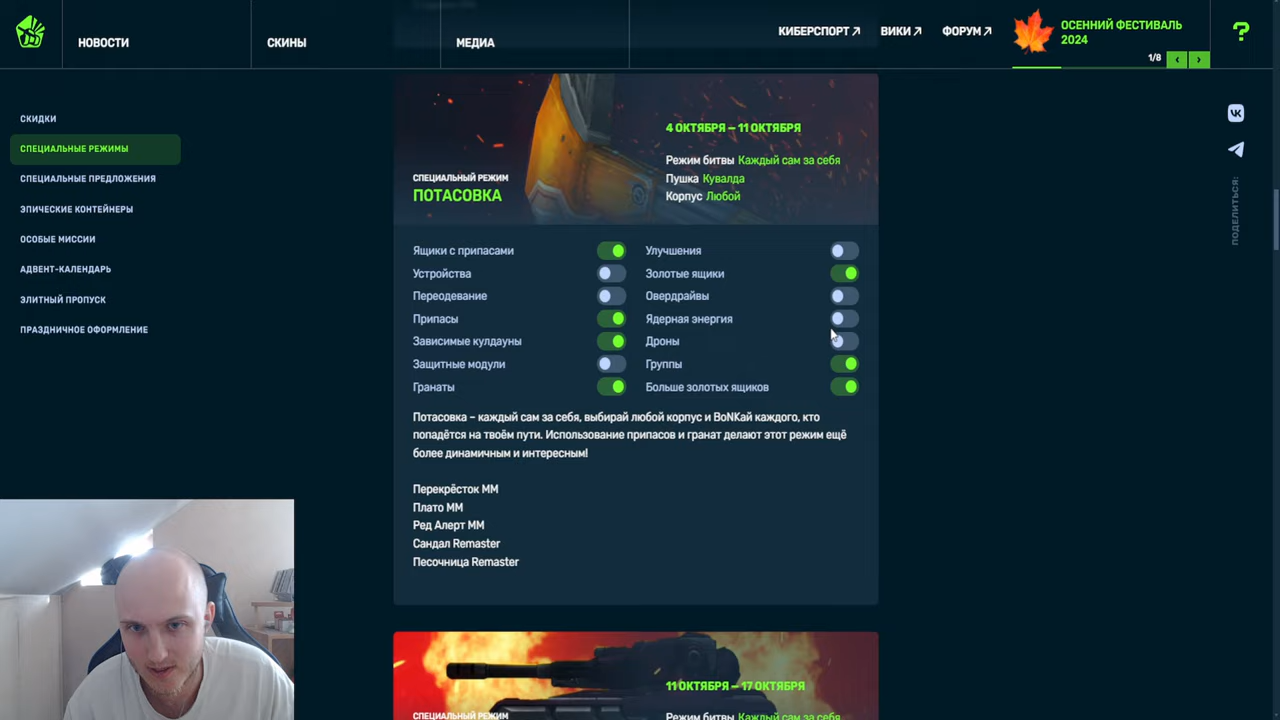 НОВОСТИ
СКИНЫ
МЕДИА
КИБЕРСПОРТ↗
ВИКИ↗
ФОРУМ↗
ОСЕННИЙ ФЕСТИВАЛЬ
2024
1/8
?
СКИДКИ
СПЕЦИАЛЬНЫЕ РЕЖИМЫ
СПЕЦИАЛЬНЫЕ ПРЕДЛОЖЕНИЯ
ЭПИЧЕСКИЕ КОНТЕЙНЕРЫ
ОСОБЫЕ МИССИИ
АДВЕНТ-КАЛЕНДАРЬ
ЭЛИТНЫЙ ПРОПУСК
ПРАЗДНИЧНОЕ ОФОРМЛЕНИЕ
СПЕЦИАЛЬНЫЙ РЕЖИМ
ПОТАСОВКА
4 ОКТЯБРЯ – 11 ОКТЯБРЯ
Режим битвы Каждый сам за себя
Пушка Кувалда
Корпус Любой
Ящики с припасами
Устройства
Переодевание
Припасы
Зависимые кулдауны
Защитные модули
Гранаты
Улучшения
Золотые ящики
Овердрайвы
Ядерная энергия
Дроны
Группы
Больше золотых ящиков
Потасовка – каждый сам за себя, выбирай любой корпус и BoNKай каждого, кто
попадётся на твоём пути. Использование припасов и гранат делают этот режим ещё
более динамичным и интересным!
Перекрёсток ММ
Плато ММ
Ред Алерт ММ
Сандал Remaster
Песочница Remaster
11 ОКТЯБРЯ – 17 ОКТЯБРЯ
СПЕЦИАЛЬНЫЙ РЕЖИМ
Режим битвы Каждый сам за себя
ПОДЕЛИТЬСЯ: